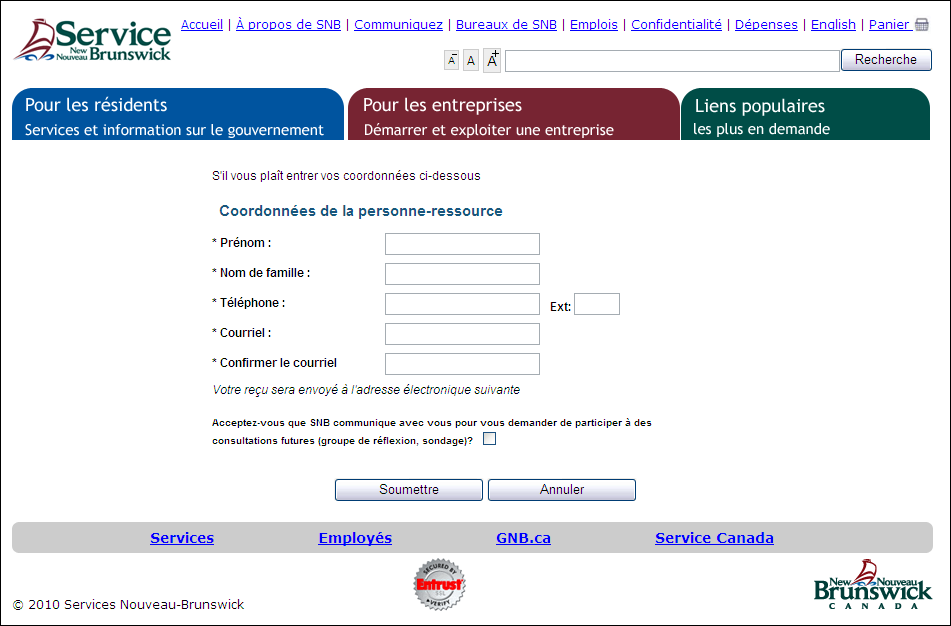 Service
New Nouveau Brunswick
Accueil | À propos de SNB | Communiquez | Bureaux de SNB | Emplois | Confidentialité | Dépenses | English | Panier
A- A A+ Recherche
Pour les résidents
Services et information sur le gouvernement
Pour les entreprises
Démarrer et exploiter une entreprise
Liens populaires
les plus en demande
S'il vous plaît entrer vos coordonnées ci-dessous
Coordonnées de la personne-ressource
* Prénom :
* Nom de famille :
* Téléphone : Ext:
* Courriel :
* Confirmer le courriel
Votre reçu sera envoyé à l'adresse électronique suivante
Acceptez-vous que SNB communique avec vous pour vous demander de participer à des
consultations futures (groupe de réflexion, sondage)?
Soumettre Annuler
Services Employés GNB.ca Service Canada
SECURED BY
Entrust
SSL
VERIFY
© 2010 Services Nouveau-Brunswick
New Nouveau
Brunswick
CANADA